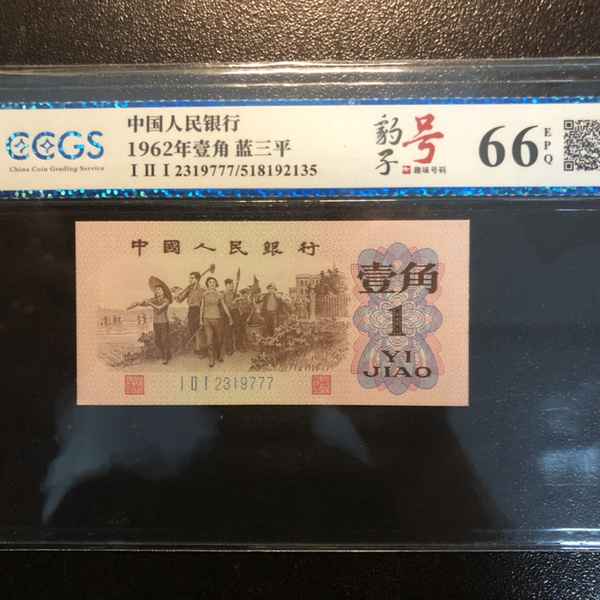 CCGS
China Coin Grading Service
中国人民银行
1962年壹角 蓝三平
I II I 2319777/518192135
豹子号
趣味号码
66
EPQ
中國人民銀行
壹角
1
YI
JIAO
I II I 2319777